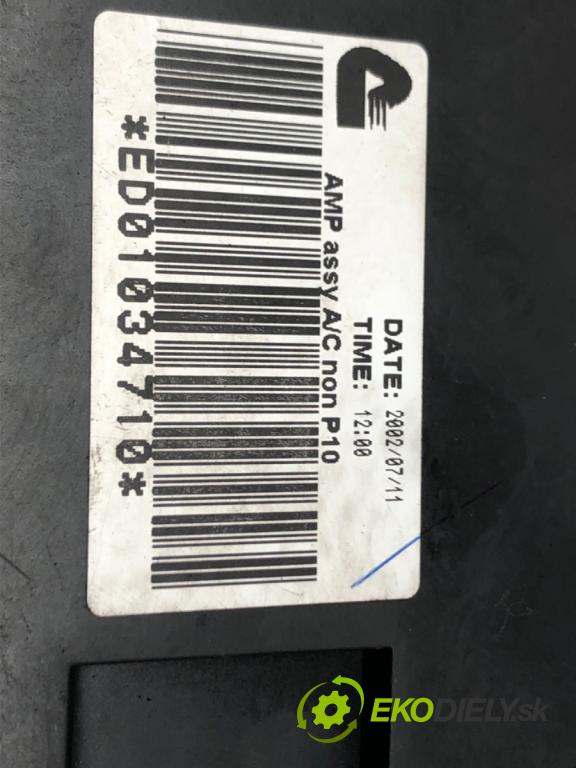 DATE: 2002/07/11
TIME: 12:00
AMP assy A/C non P10
*ED01034710*
EKODIELY.sk